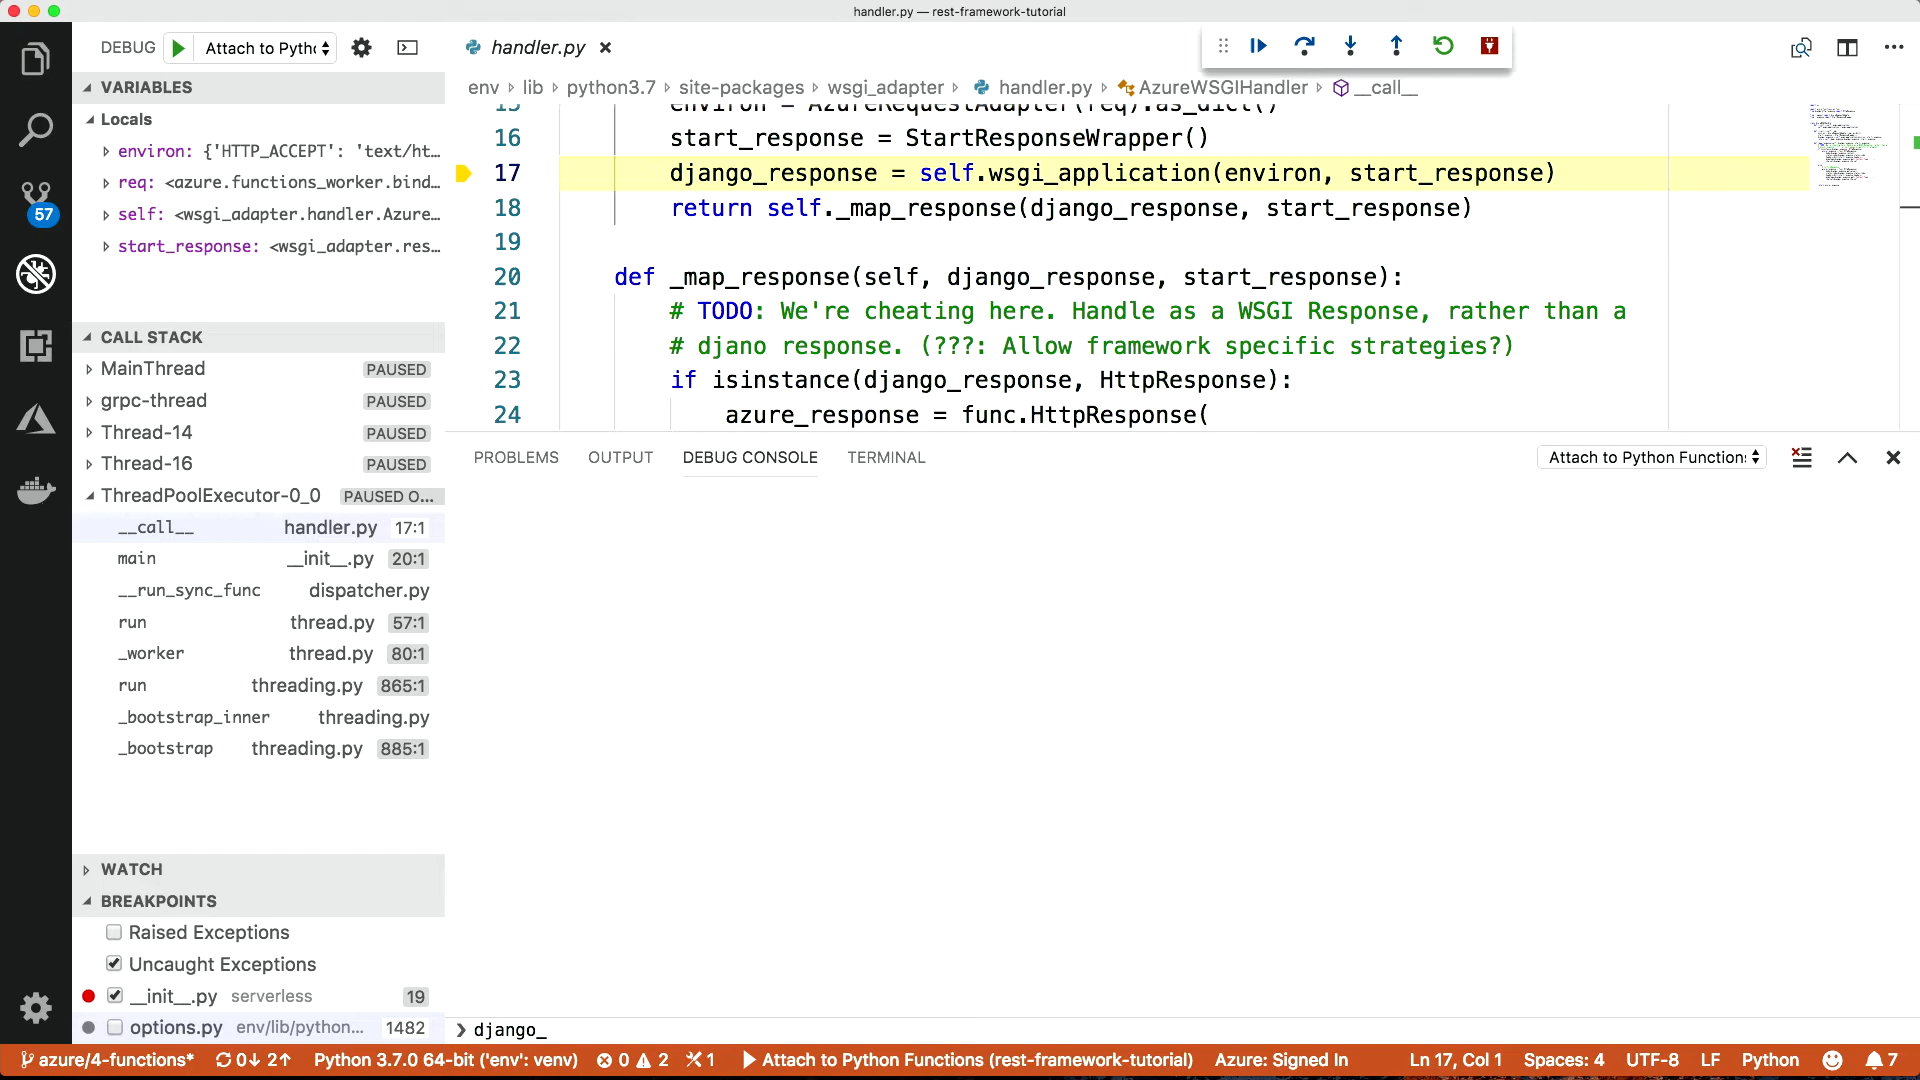 handler.py — rest-framework-tutorial
DEBUG Attach to Pythc
handler.py
VARIABLES
env lib python3.7 site-packages wsgi_adapter handler.py AzureWSGIHandler __call__
Locals
environ: {'HTTP_ACCEPT': 'text/ht...
req: <azure.functions_worker.bind...
self: <wsgi_adapter.handler.Azure...
start_response: <wsgi_adapter.res...
15 environ = AzureRequestAdapter(req).as_dict()
16 start_response = StartResponseWrapper()
17 django_response = self.wsgi_application(environ, start_response)
18 return self._map_response(django_response, start_response)
19
20 def _map_response(self, django_response, start_response):
21 # TODO: We're cheating here. Handle as a WSGI Response, rather than a
22 # djano response. (???: Allow framework specific strategies?)
23 if isinstance(django_response, HttpResponse):
24 azure_response = func.HttpResponse(
57
CALL STACK
MainThread PAUSED
grpc-thread PAUSED
Thread-14 PAUSED
Thread-16 PAUSED
ThreadPoolExecutor-0_0 PAUSED O...
__call__ handler.py 17:1
main __init__.py 20:1
__run_sync_func dispatcher.py
run thread.py 57:1
_worker thread.py 80:1
run threading.py 865:1
_bootstrap_inner threading.py
_bootstrap threading.py 885:1
WATCH
BREAKPOINTS
Raised Exceptions
Uncaught Exceptions
__init__.py serverless 19
options.py env/lib/python... 1482
PROBLEMS OUTPUT DEBUG CONSOLE TERMINAL Attach to Python Function:
django_
azure/4-functions* 0↓ 2↑ Python 3.7.0 64-bit ('env': venv) 0 2 1 Attach to Python Functions (rest-framework-tutorial) Azure: Signed In Ln 17, Col 1 Spaces: 4 UTF-8 LF Python 7